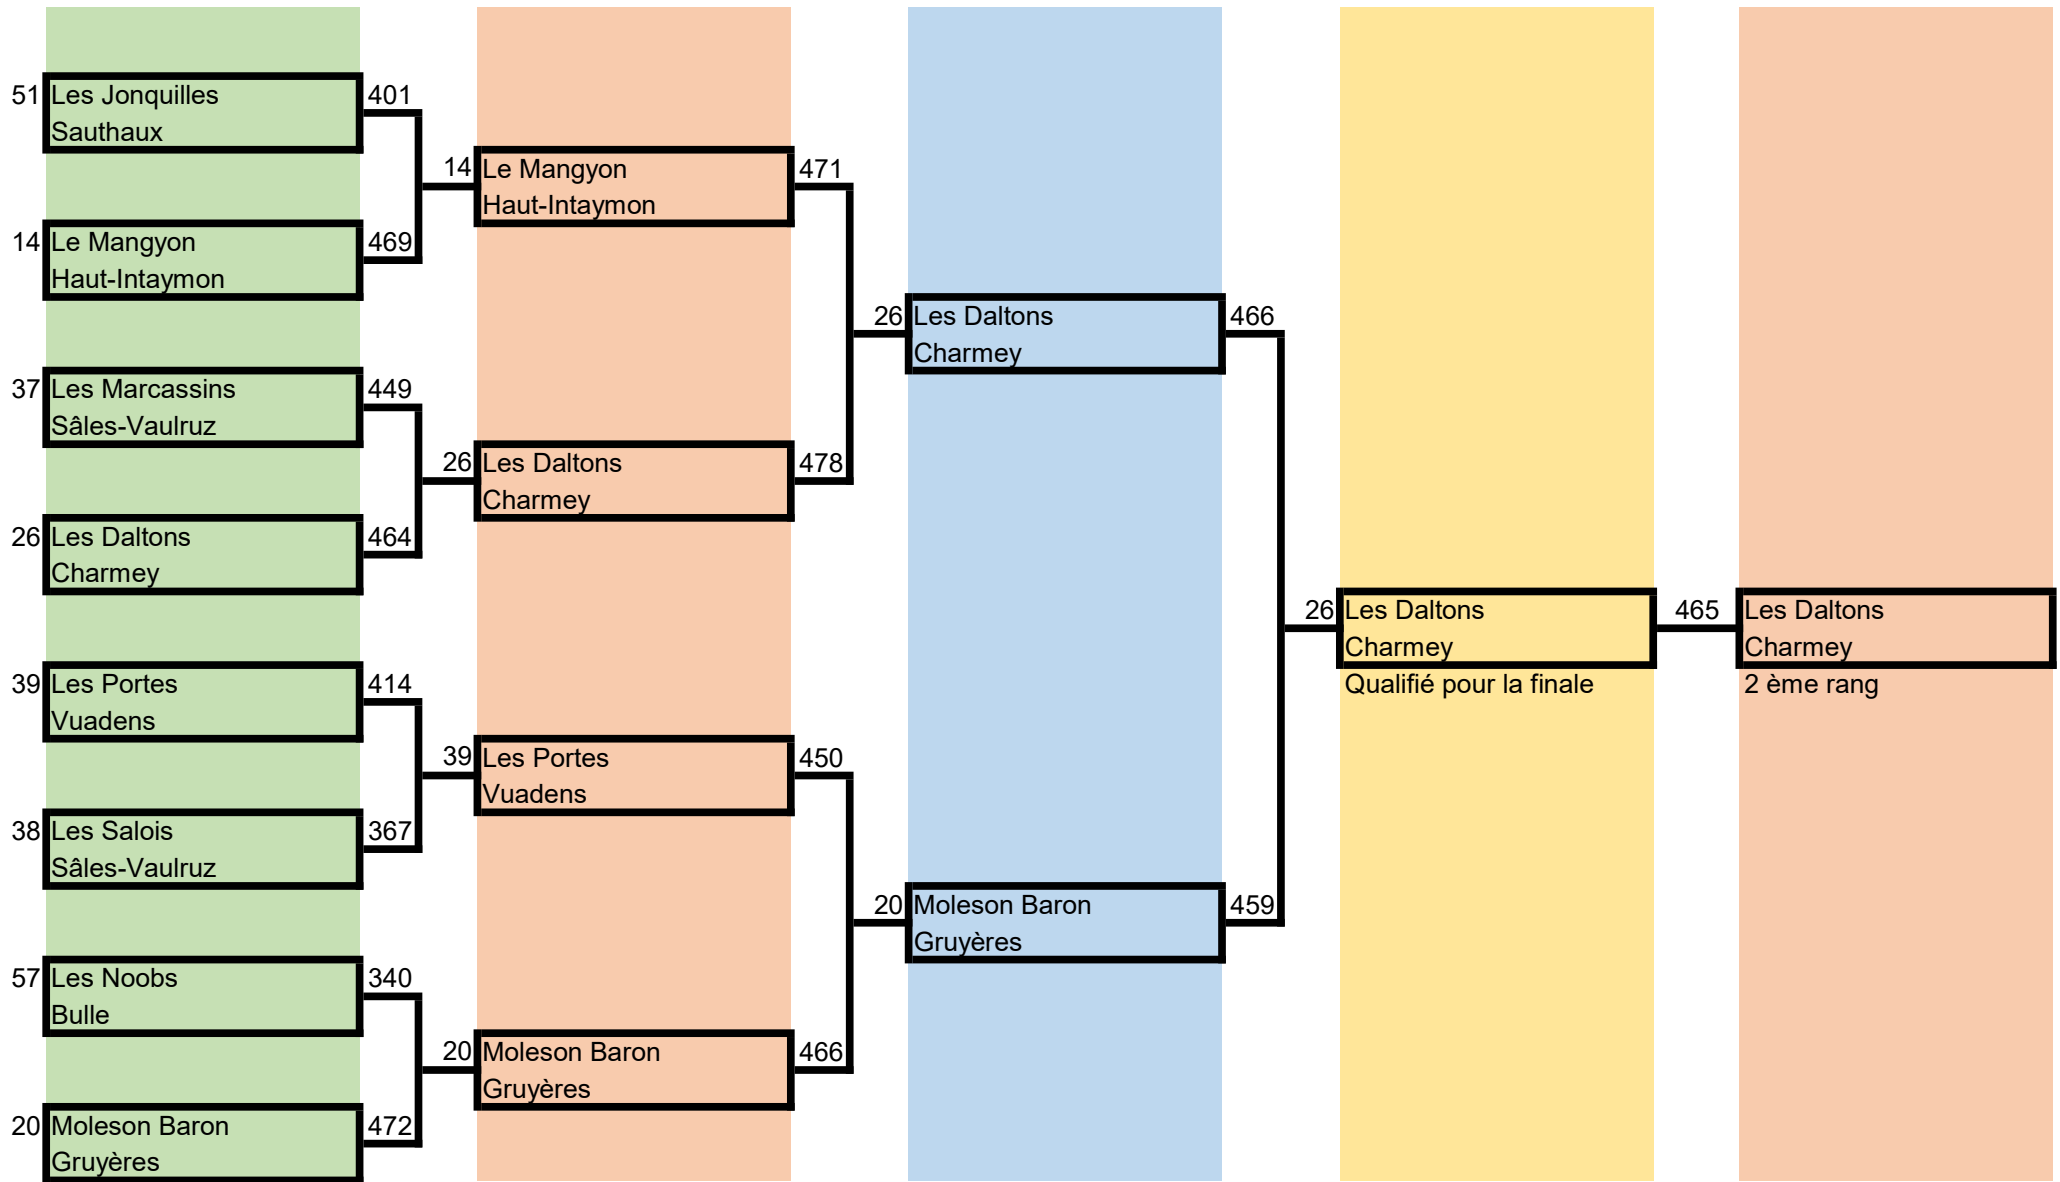 51 Les Jonquilles 401
Sauthaux
14 Le Mangyon 469
Haut-Intaymon
37 Les Marcassins 449
Sâles-Vaulruz
26 Les Daltons 464
Charmey
39 Les Portes 414
Vuadens
38 Les Salois 367
Sâles-Vaulruz
57 Les Noobs 340
Bulle
20 Moleson Baron 472
Gruyères
14 Le Mangyon 471
Haut-Intaymon
26 Les Daltons 478
Charmey
39 Les Portes 450
Vuadens
20 Moleson Baron 466
Gruyères
26 Les Daltons 466
Charmey
20 Moleson Baron 459
Gruyères
26 Les Daltons 465
Charmey
Qualifié pour la finale
Les Daltons
Charmey
2 ème rang